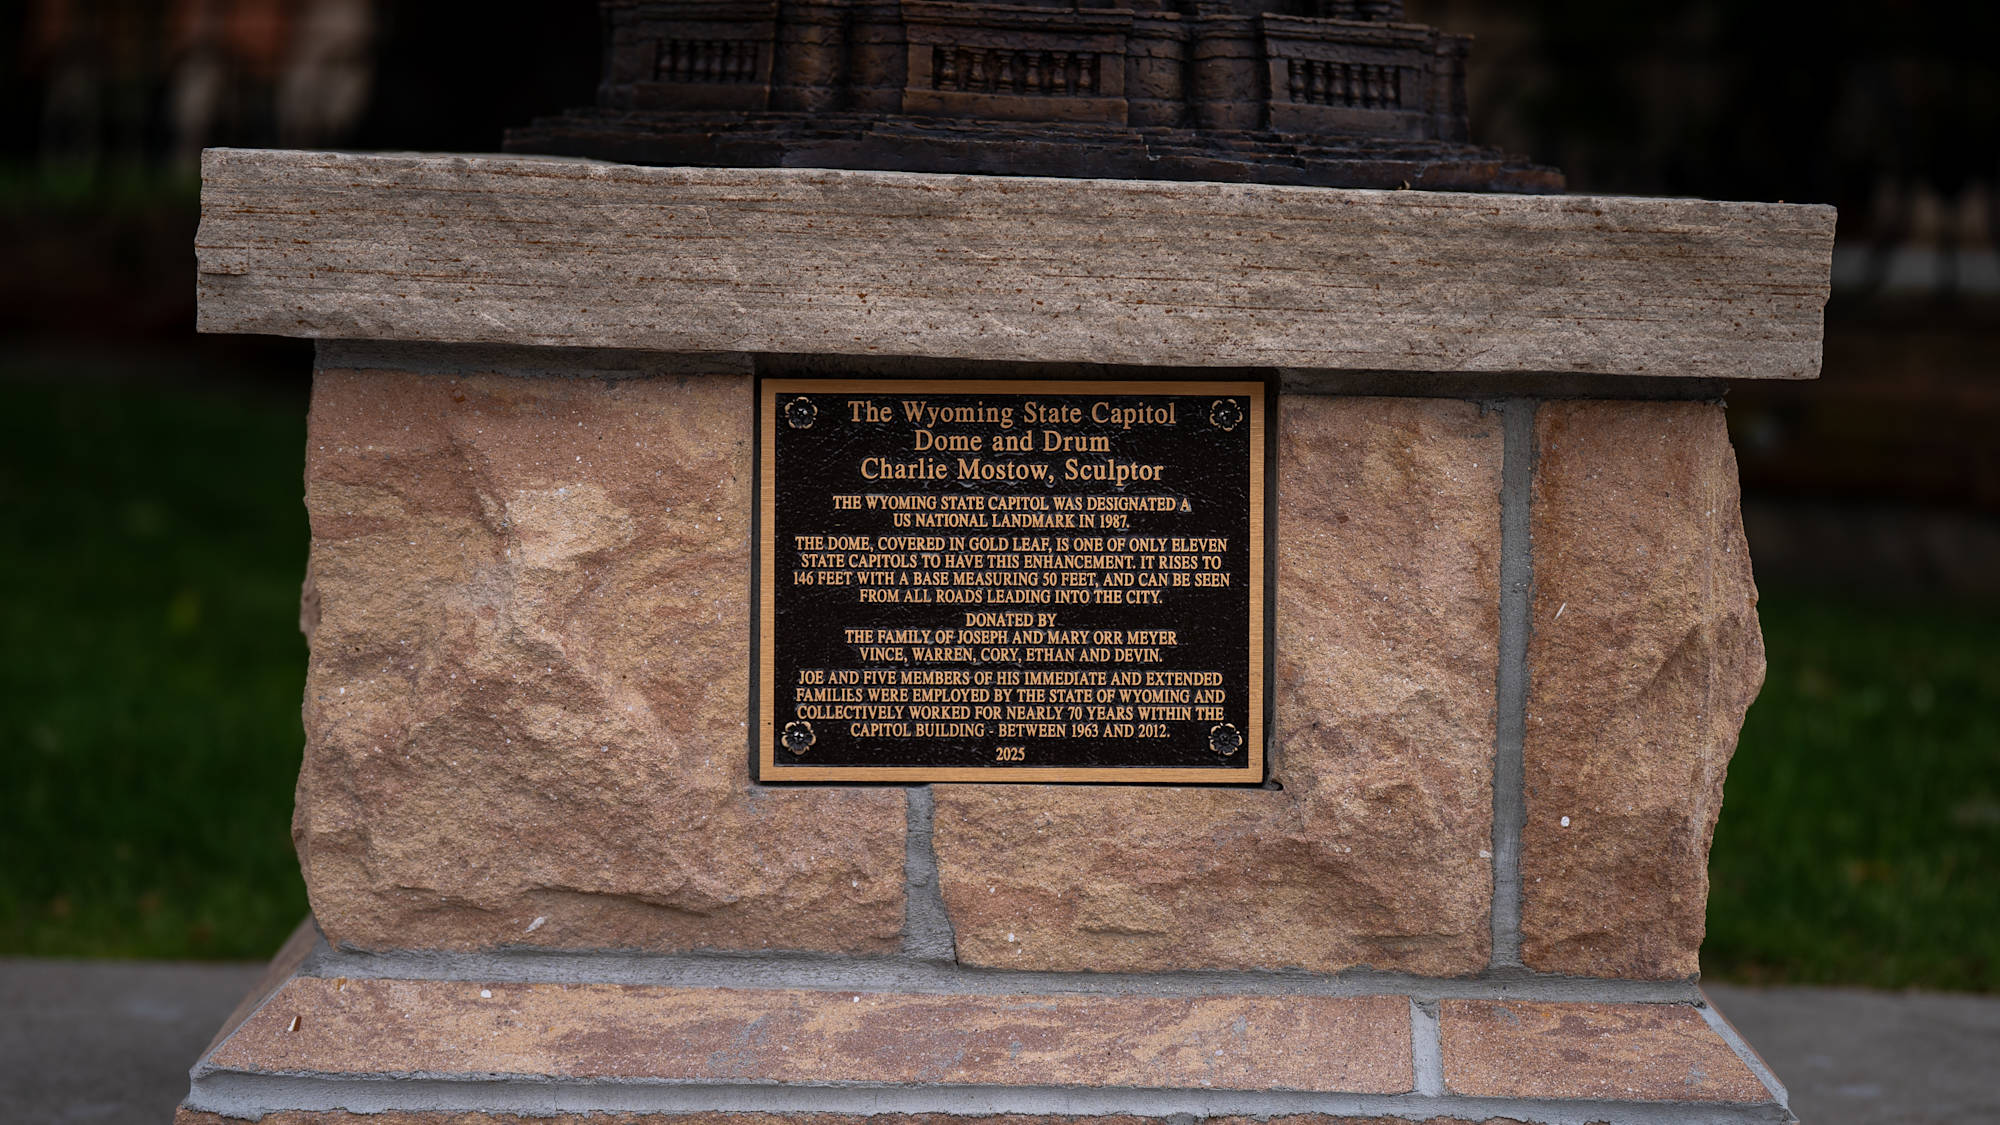 The Wyoming State Capitol
Dome and Drum
Charlie Mostow, Sculptor
THE WYOMING STATE CAPITOL WAS DESIGNATED A
US NATIONAL LANDMARK IN 1987.
THE DOME, COVERED IN GOLD LEAF, IS ONE OF ONLY ELEVEN
STATE CAPITOLS TO HAVE THIS ENHANCEMENT. IT RISES TO
146 FEET WITH A BASE MEASURING 50 FEET, AND CAN BE SEEN
FROM ALL ROADS LEADING INTO THE CITY.
DONATED BY
THE FAMILY OF JOSEPH AND MARY ORR MEYER
VINCE, WARREN, CORY, ETHAN AND DEVIN.
JOE AND FIVE MEMBERS OF HIS IMMEDIATE AND EXTENDED
FAMILIES WERE EMPLOYED BY THE STATE OF WYOMING AND
COLLECTIVELY WORKED FOR NEARLY 70 YEARS WITHIN THE
CAPITOL BUILDING - BETWEEN 1963 AND 2012.
2025